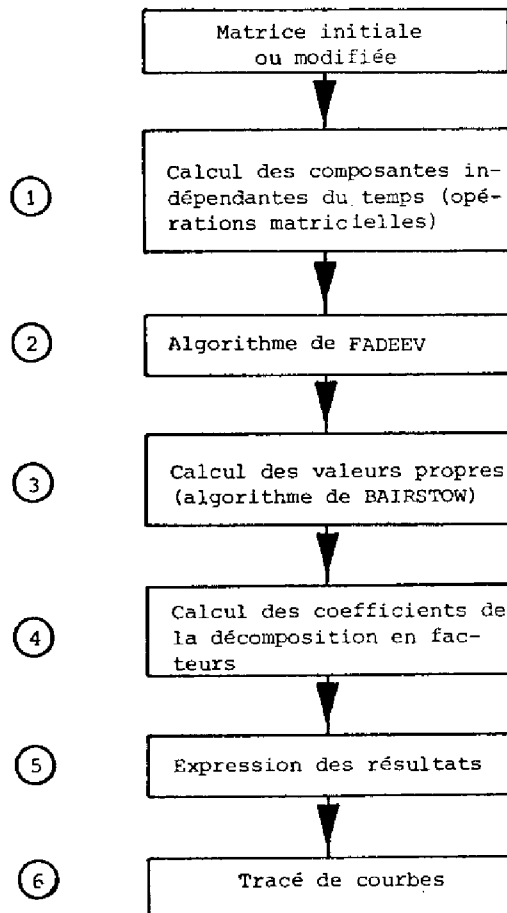 Matrice initiale
ou modifiée
1
Calcul des composantes in-
dépendantes du temps (opé-
rations matricielles)
2
Algorithme de FADEEV
3
Calcul des valeurs propres
(algorithme de BAIRSTOW)
4
Calcul des coefficients de
la décomposition en fac-
teurs
5
Expression des résultats
6
Tracé de courbes